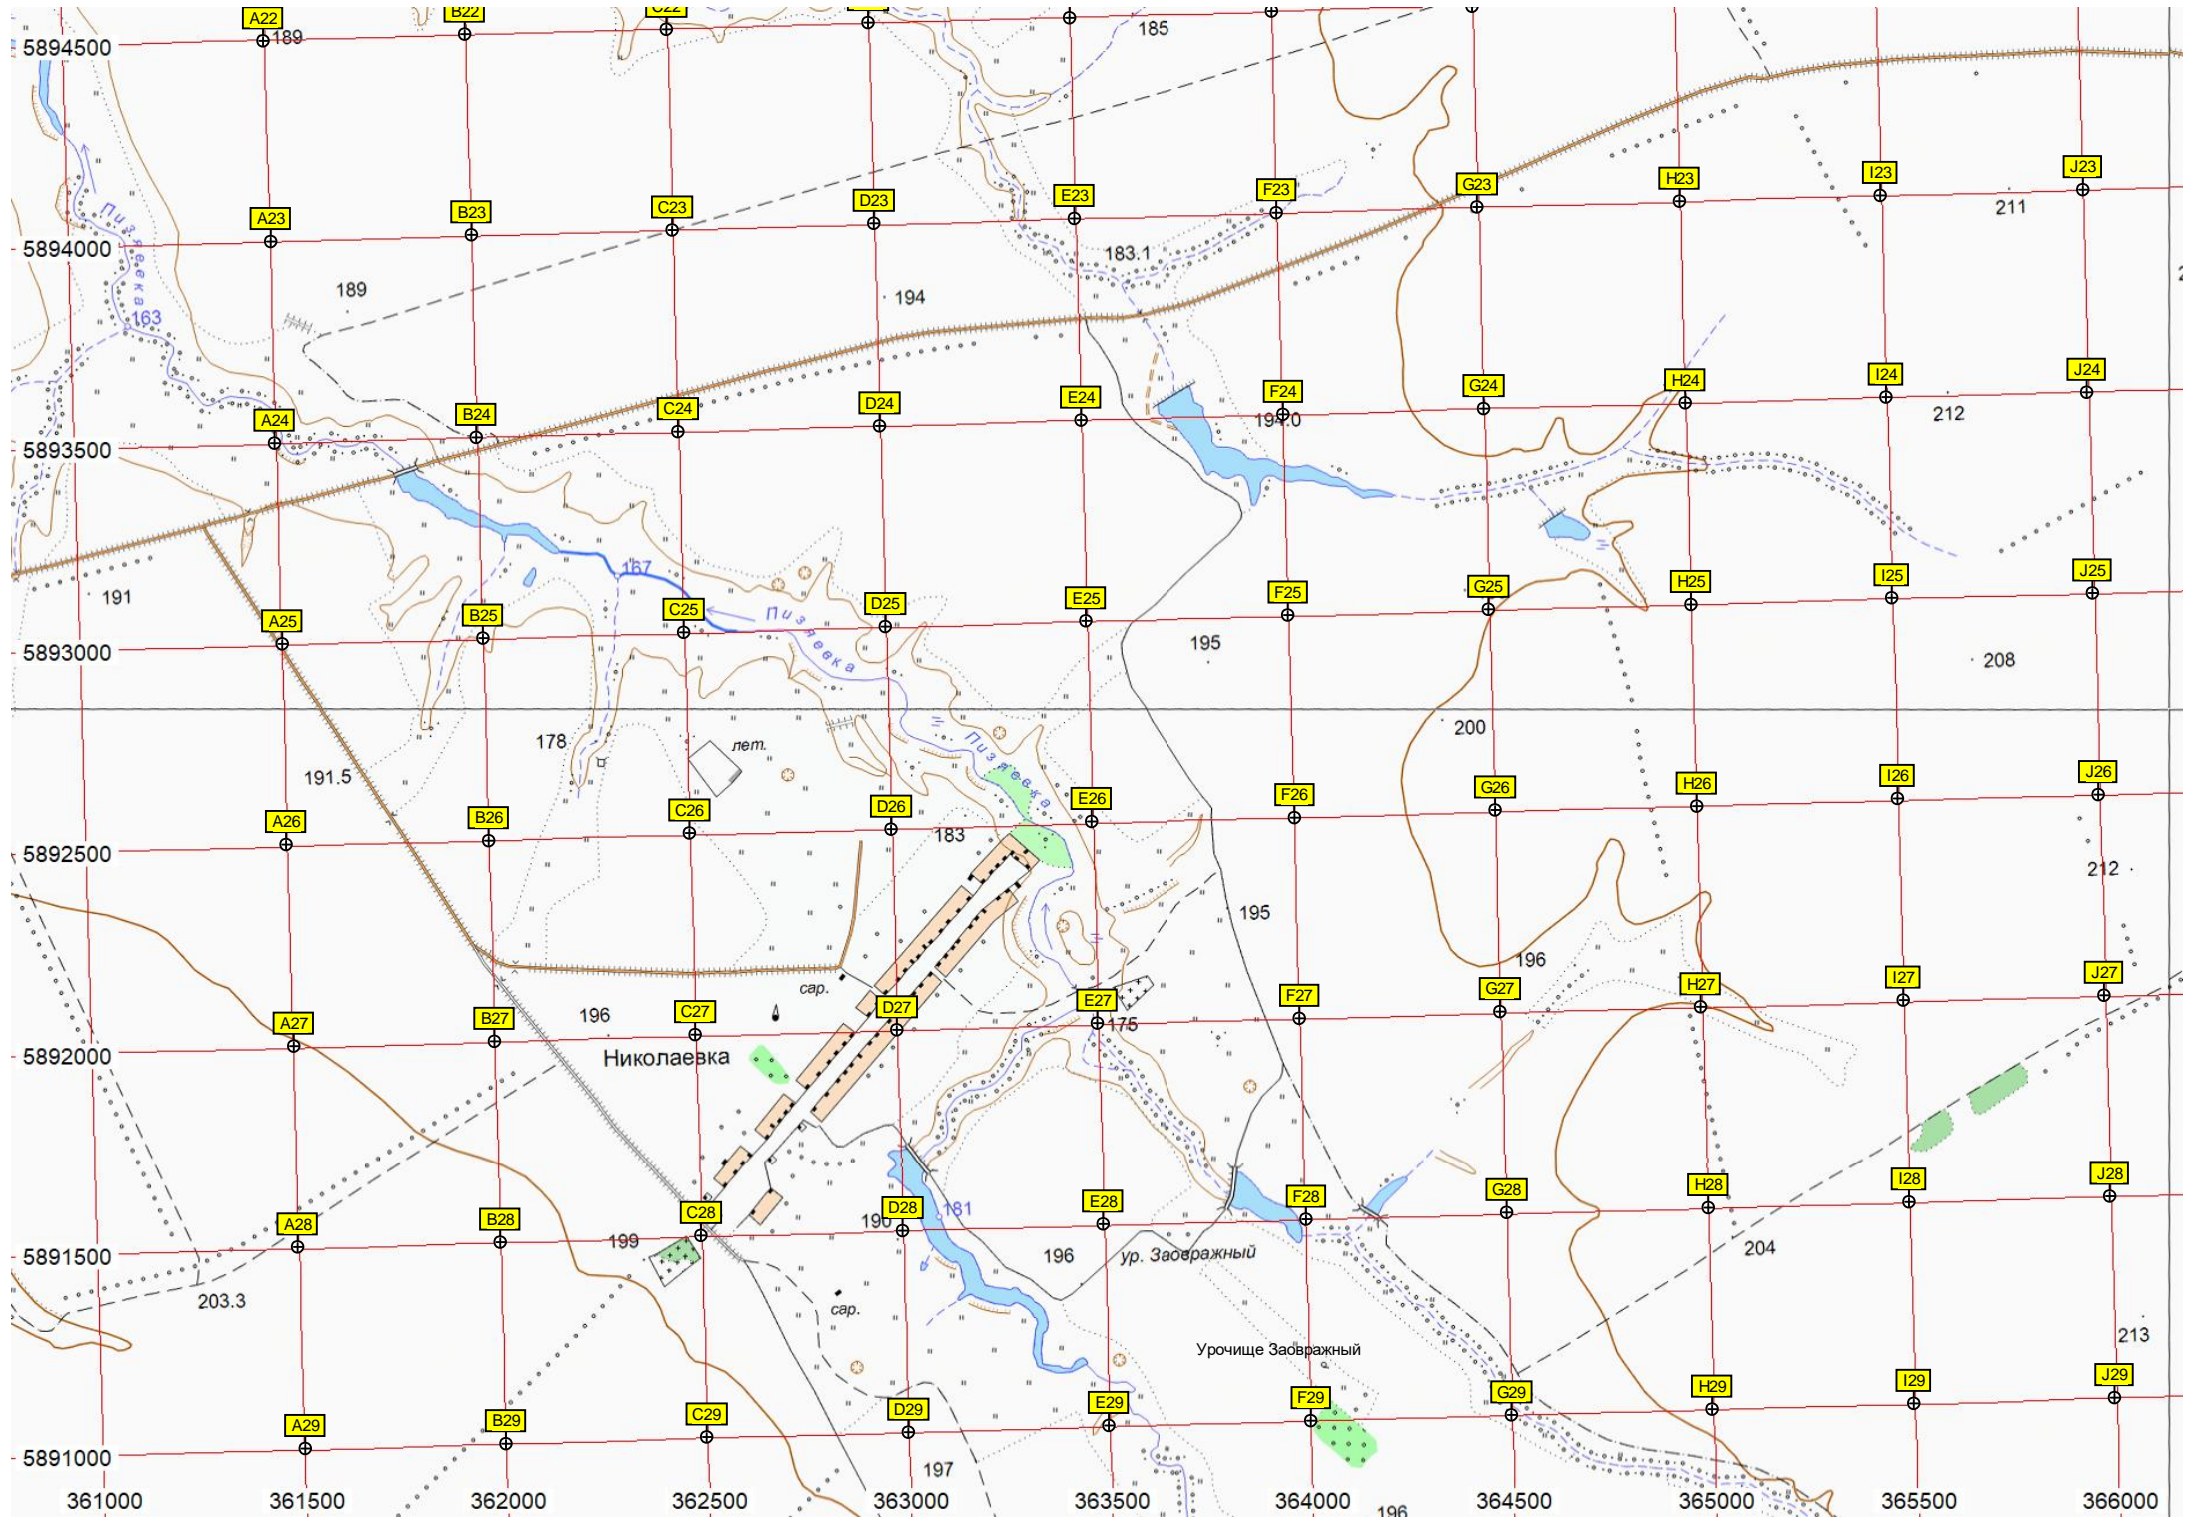 A22 B22 C22
5894500 189 185
A23 B23 C23 D23 E23 F23 G23 H23 I23 J23
Пизяевка
5894000 183.1 211
189 194
163
A24 B24 C24 D24 E24 F24 G24 H24 I24 J24
5893500 194.0 212
167
191
A25 B25 C25 D25 E25 F25 G25 H25 I25 J25
Пизяевка
5893000 195 208
178 лет. 200
191.5 Пизяевка
A26 B26 C26 D26 E26 F26 G26 H26 I26 J26
5892500 183 212
195
196
сар.
A27 B27 C27 D27 E27 F27 G27 H27 I27 J27
196 175
5892000 Николаевка
A28 B28 C28 D28 E28 F28 G28 H28 I28 J28
181
190
5891500 199 196 ур. Заовражный 204
203.3 сар.
213
Урочище Заовражный
A29 B29 C29 D29 E29 F29 G29 H29 I29 J29
5891000 197
361000 361500 362000 362500 363000 363500 364000 364500 365000 365500 366000
196